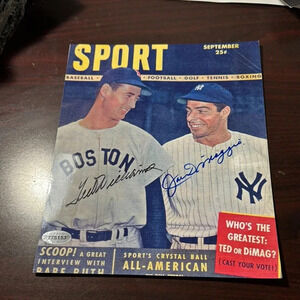 SPORT
SEPTEMBER
25¢
BASEBALL · FOOTBALL · GOLF · TENNIS · BOXING
BOSTON
Ted Williams
Joe DiMaggio
NY
WHO'S THE
GREATEST:
TED OR DIMAG?
(CAST YOUR VOTE!)
SCOOP! A GREAT
INTERVIEW WITH
BABE RUTH
SPORT'S CRYSTAL BALL
ALL-AMERICAN